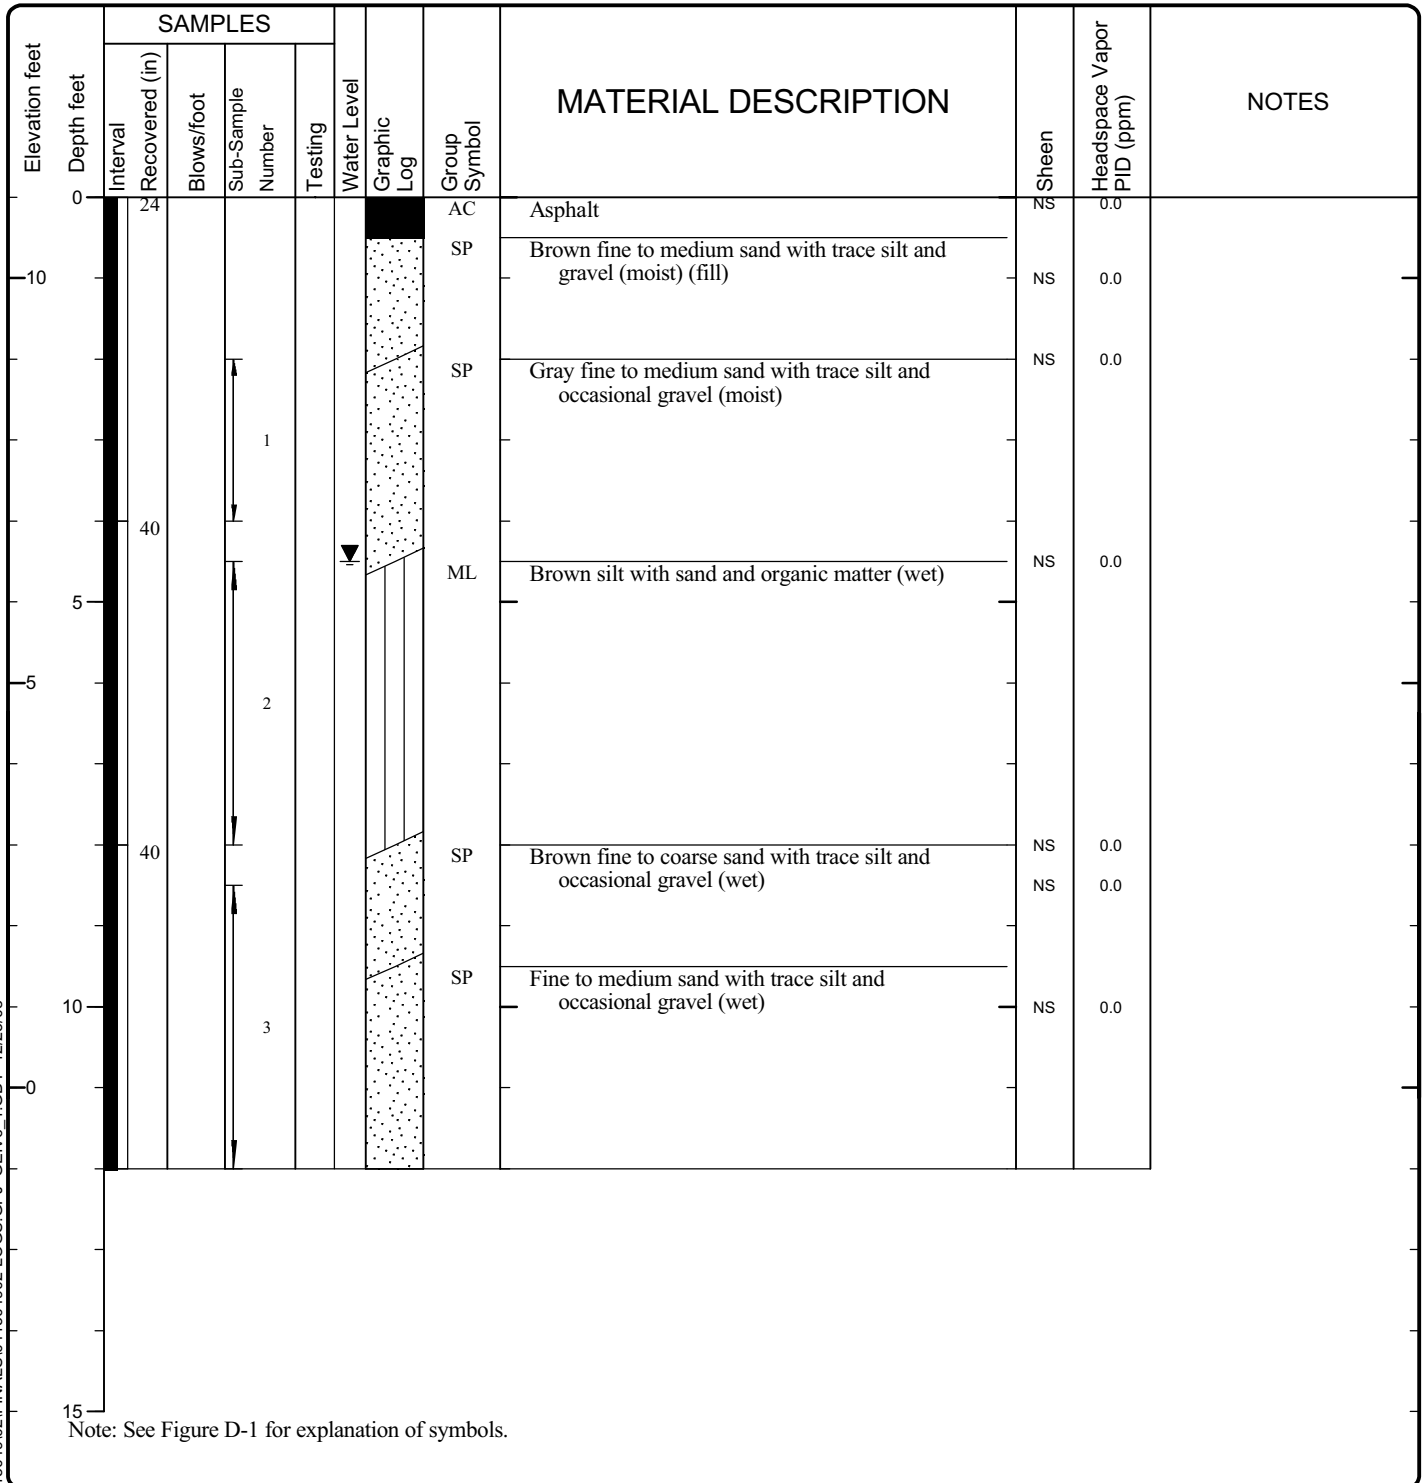 SAMPLES
Elevation feet
Depth feet
Interval
Recovered (in)
Blows/foot
Sub-Sample
Number
Testing
Water Level
Graphic
Log
Group
Symbol
MATERIAL DESCRIPTION
Sheen
Headspace Vapor
PID (ppm)
NOTES
0
24
AC
Asphalt
NS
0.0
SP
Brown fine to medium sand with trace silt and
gravel (moist) (fill)
10
NS
0.0
SP
Gray fine to medium sand with trace silt and
occasional gravel (moist)
NS
0.0
1
40
ML
Brown silt with sand and organic matter (wet)
NS
0.0
5
5
2
40
SP
Brown fine to coarse sand with trace silt and
occasional gravel (wet)
NS
0.0
NS
0.0
SP
Fine to medium sand with trace silt and
occasional gravel (wet)
10
NS
0.0
3
0
15
Note: See Figure D-1 for explanation of symbols.